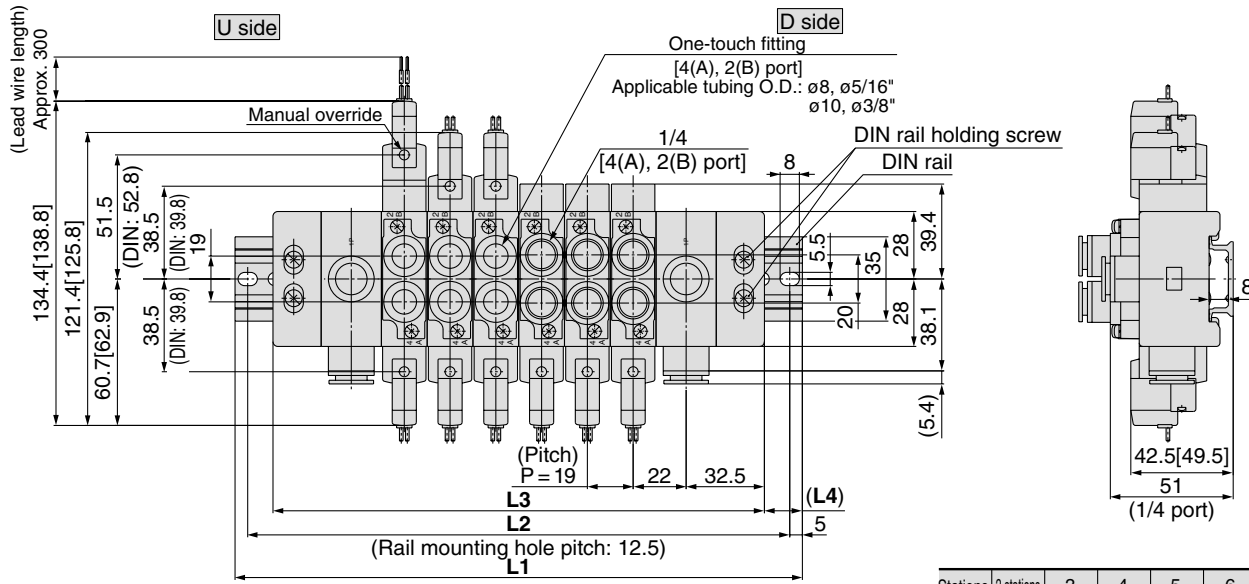 U side
D side
(Lead wire length)
Approx. 300
One-touch fitting
[4(A), 2(B) port]
Applicable tubing O.D.: ø8, ø5/16"
ø10, ø3/8"
Manual override
1/4
[4(A), 2(B) port]
DIN rail holding screw
DIN rail
8
134.4[138.8]
121.4[125.8]
60.7[62.9]
51.5
(DIN: 52.8)
38.5
(DIN: 39.8)
19
38.5
(DIN: 39.8)
5.5
20
35
28
28
39.4
38.1
(5.4)
(Pitch)
P = 19
22
32.5
L3
(L4)
L2
5
(Rail mounting hole pitch: 12.5)
L1
8
42.5[49.5]
51
(1/4 port)
Stations
2 stations
3
4
5
6